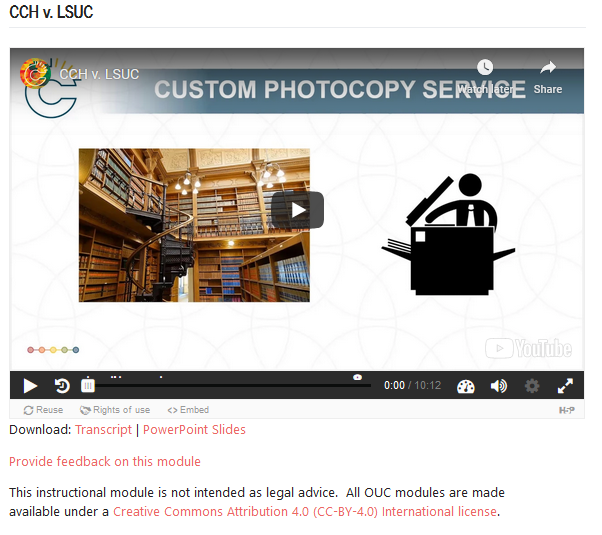 CCH v. LSUC
CCH v. LSUC
CUSTOM PHOTOCOPY SERVICE
Watch later
Share
YouTube
0:00 / 10:12
Reuse Rights of use Embed H-P
Download: Transcript | PowerPoint Slides
Provide feedback on this module
This instructional module is not intended as legal advice. All OUC modules are made
available under a Creative Commons Attribution 4.0 (CC-BY-4.0) International license.